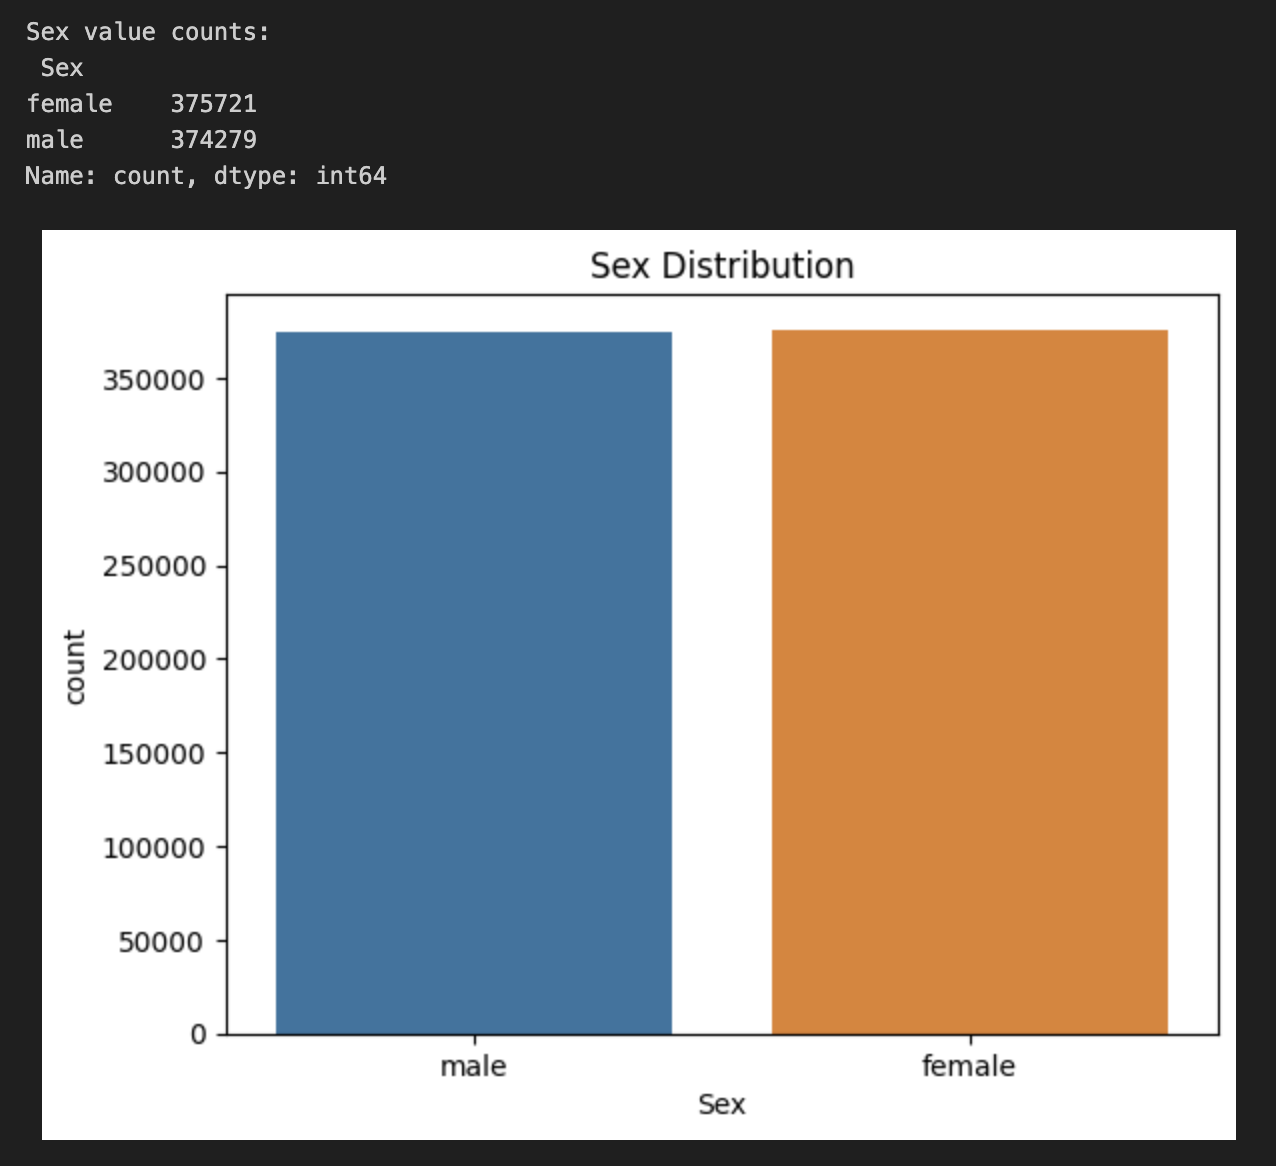 Sex value counts:
Sex
female    375721
male      374279
Name: count, dtype: int64
Sex Distribution
350000
300000
250000
200000
150000
100000
50000
0
count
male
female
Sex